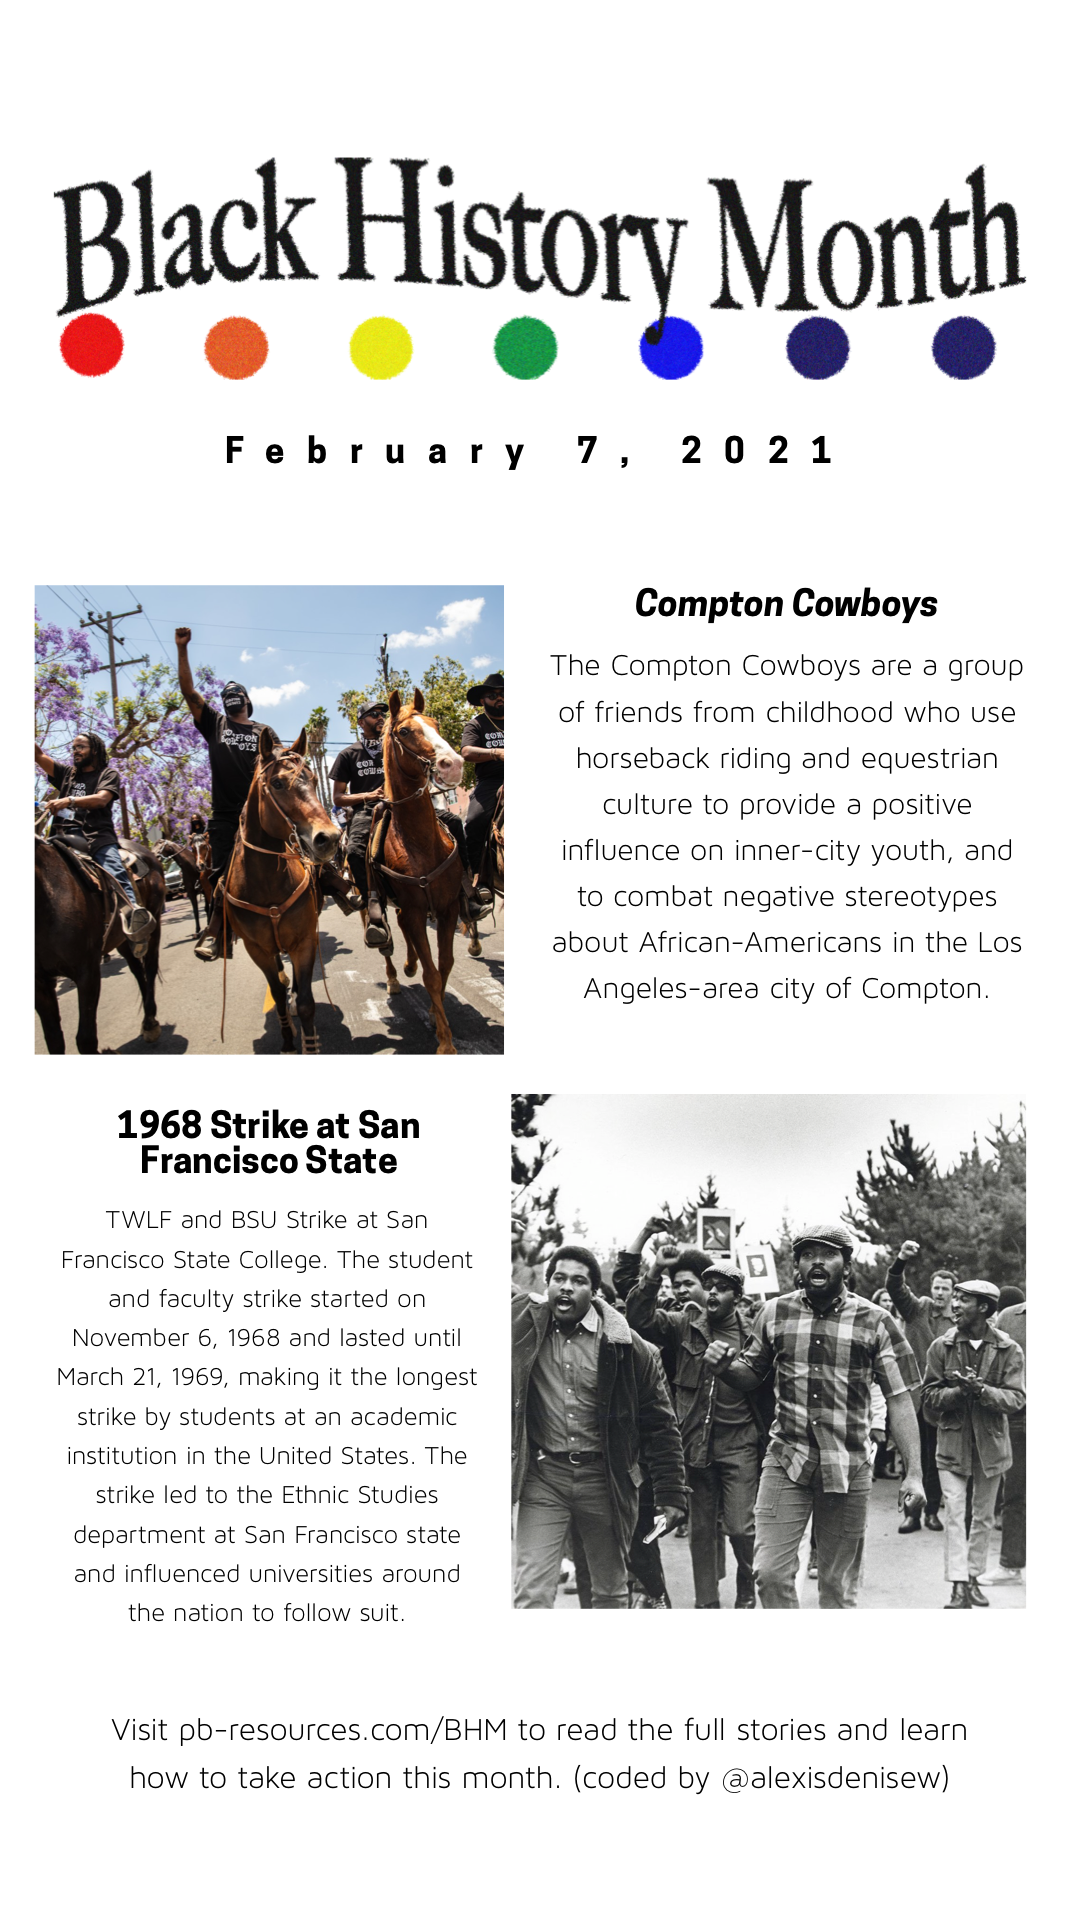 Black History Month
February 7, 2021
Compton Cowboys
The Compton Cowboys are a group
of friends from childhood who use
horseback riding and equestrian
culture to provide a positive
influence on inner-city youth, and
to combat negative stereotypes
about African-Americans in the Los
Angeles-area city of Compton.
1968 Strike at San
Francisco State
TWLF and BSU Strike at San
Francisco State College. The student
and faculty strike started on
November 6, 1968 and lasted until
March 21, 1969, making it the longest
strike by students at an academic
institution in the United States. The
strike led to the Ethnic Studies
department at San Francisco state
and influenced universities around
the nation to follow suit.
Visit pb-resources.com/BHM to read the full stories and learn
how to take action this month. (coded by @alexisdenisew)